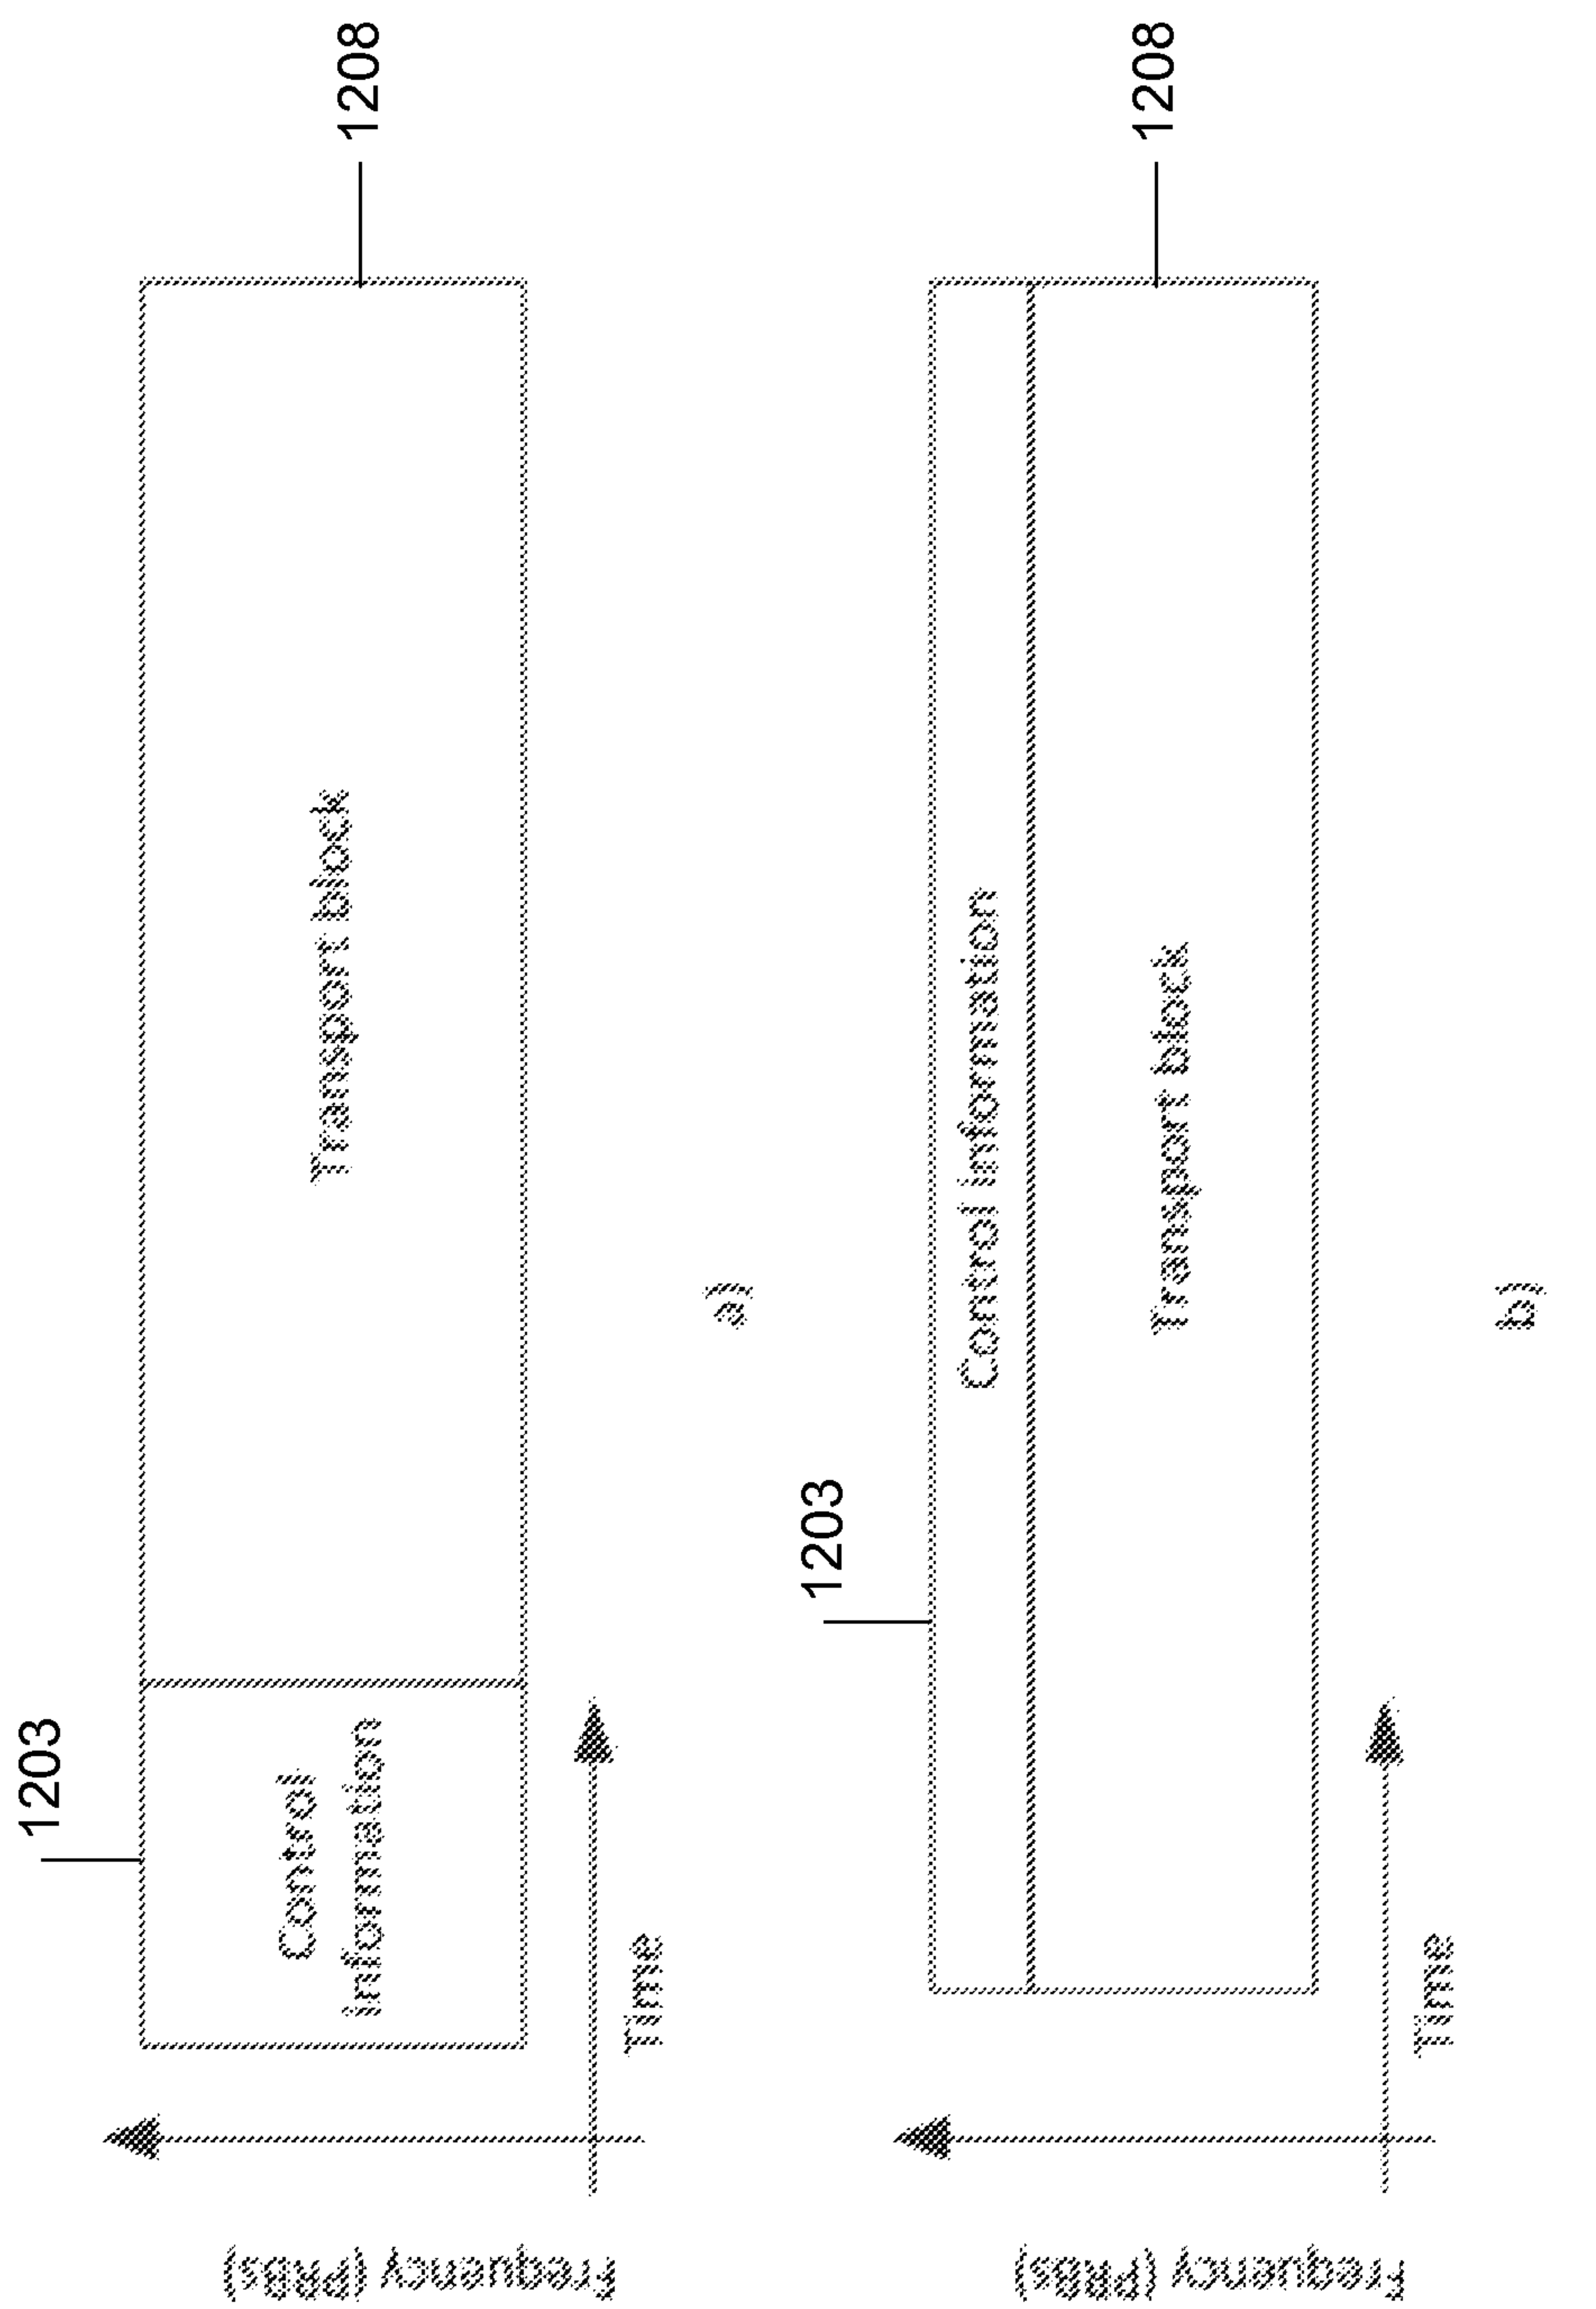 1203
1208
Control
information
Transport block
Frequency (PRBs)
Time
a)
1203
1208
Control information
Transport block
Frequency (PRBs)
Time
b)